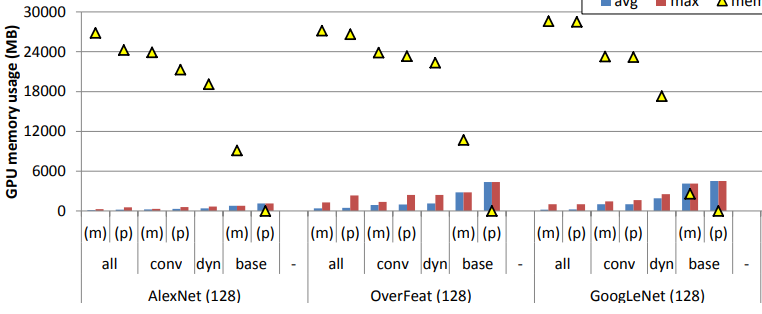 avg max
GPU memory usage (MB)
30000
24000
18000
12000
6000
0
(m) (p) (m) (p) (m) (p) (m) (p) (m) (p) (m) (p) (m) (p) (m) (p) (m) (p)
all conv dyn base - all conv dyn base - all conv dyn base -
AlexNet (128) OverFeat (128) GoogLeNet (128)